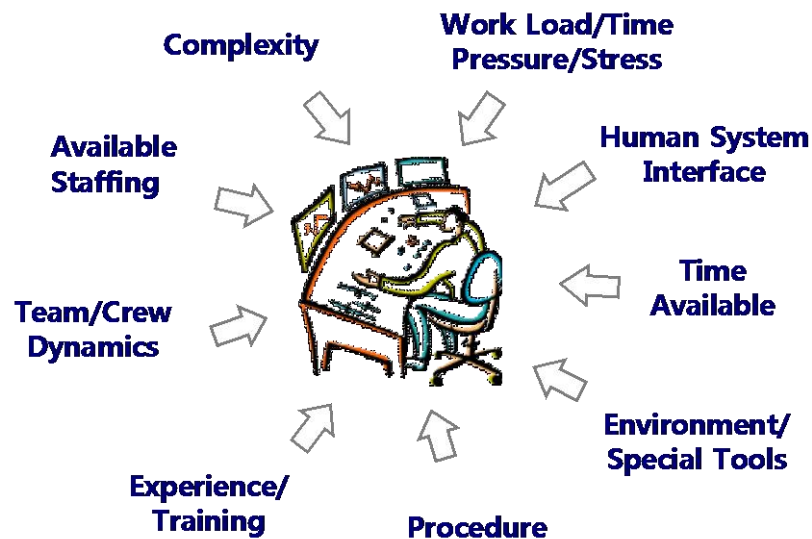 Complexity
Work Load/Time
Pressure/Stress
Available
Staffing
Human System
Interface
Team/Crew
Dynamics
Time
Available
Experience/
Training
Procedure
Environment/
Special Tools